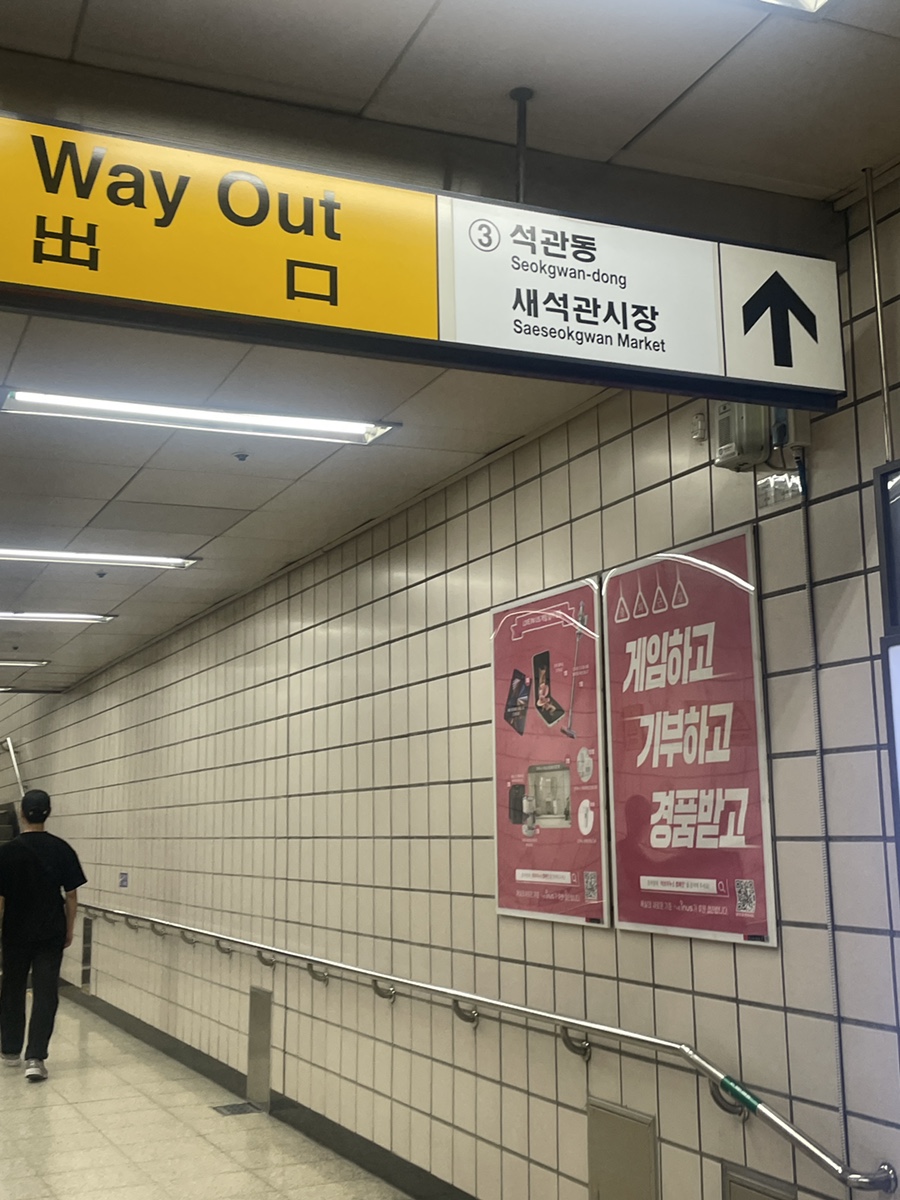 Way Out
出 口
③ 석관동
Seokgwan-dong
새석관시장
Saeseokgwan Market
게임하고
기부하고
경품받고